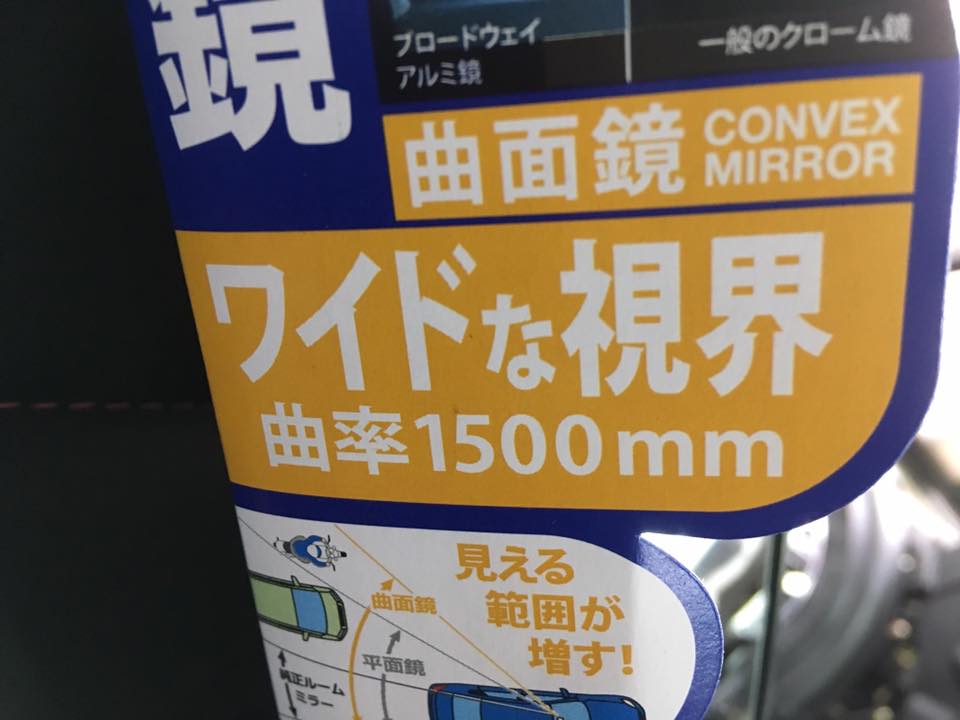 鏡
ブロードウェイ
アルミ鏡
一般のクローム鏡
曲面鏡
CONVEX
MIRROR
ワイドな視界
曲率1500mm
見える
範囲が
増す!
曲面鏡
平面鏡
純正ルーム
ミラー